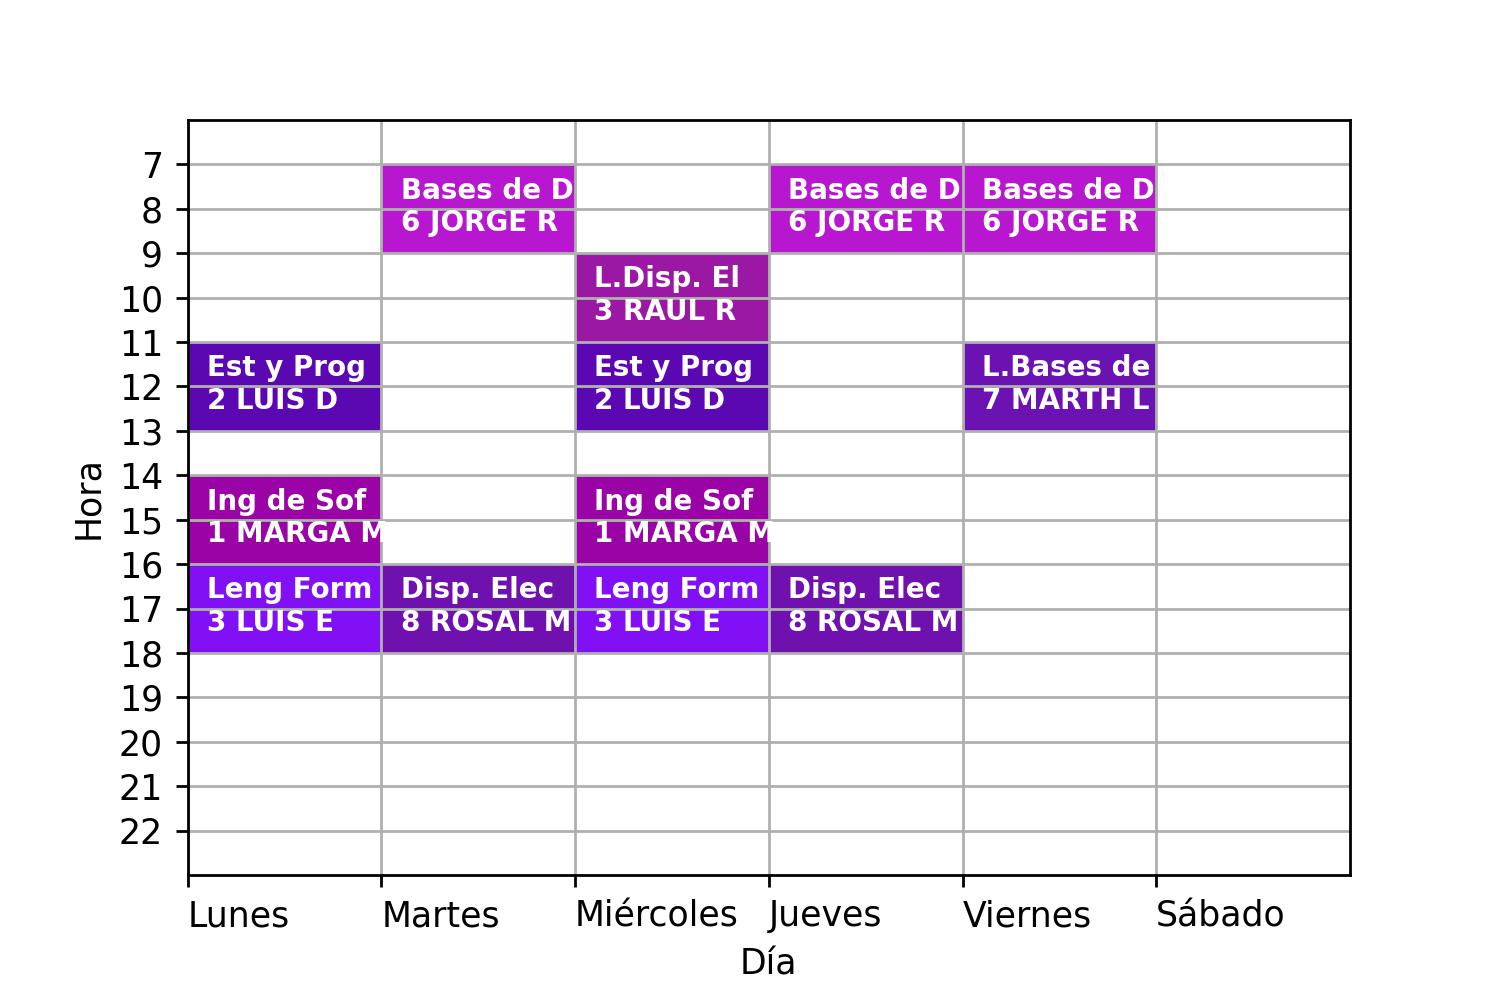 7
8
9
10
11
12
13
14
15
16
17
18
19
20
21
22
Hora
Bases de D
6 JORGE R
Bases de D
6 JORGE R
Bases de D
6 JORGE R
L.Disp. El
3 RAUL R
Est y Prog
2 LUIS D
Est y Prog
2 LUIS D
L.Bases de
7 MARTH L
Ing de Sof
1 MARGA M
Ing de Sof
1 MARGA M
Leng Form
3 LUIS E
Disp. Elec
8 ROSAL M
Leng Form
3 LUIS E
Disp. Elec
8 ROSAL M
Lunes
Martes
Miércoles
Jueves
Viernes
Sábado
Día